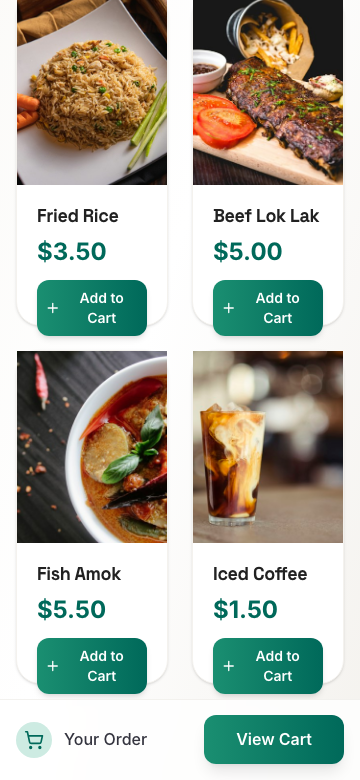 Fried Rice
$3.50
+ Add to
Cart
Beef Lok Lak
$5.00
+ Add to
Cart
Fish Amok
$5.50
+ Add to
Cart
Iced Coffee
$1.50
+ Add to
Cart
Your Order
View Cart